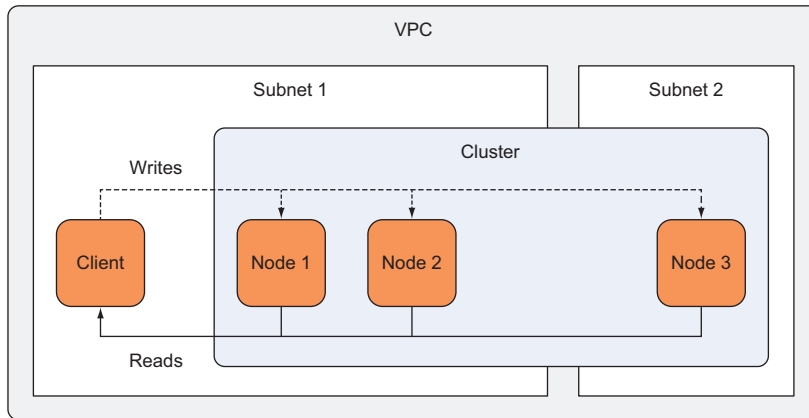 VPC
Subnet 1
Subnet 2
Cluster
Writes
Client
Node 1
Node 2
Node 3
Reads